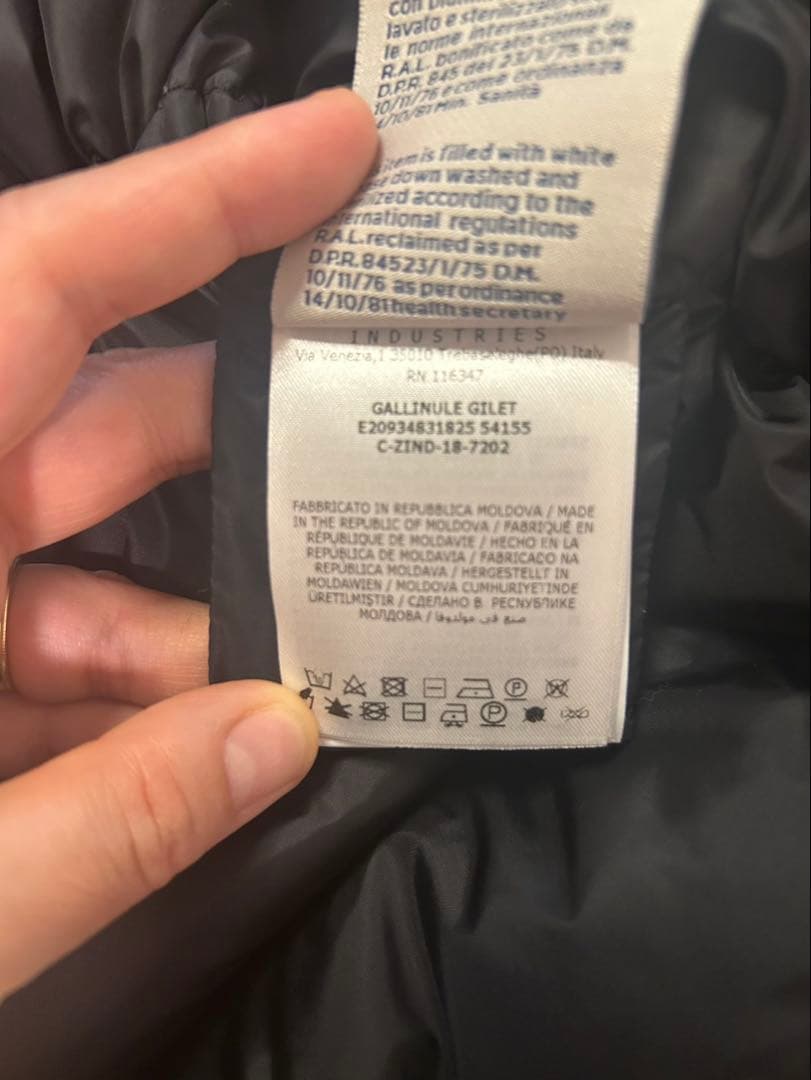 lavato e sterilizzato
le norme internazionali
R.A.L. bonificato come da
D.P.R. 845 del 23/1/75 D.M.
10/11/76 e come ordinanza
/10/81 Min. Sanità
is filled with white
down washed and
ized according to the
ernational regulations
R.A.L.reclaimed as per
D.P.R.84523/1/75 D.M.
10/11/76 as per ordinance
14/10/81health secretary
INDUSTRIES
Via Venezia,1 35010 Trebaseleghe(PD) Italy
RN 116347
GALLINULE GILET
E20934831825 54155
C-ZIND-18-7202
FABBRICATO IN REPUBBLICA MOLDOVA / MADE
IN THE REPUBLIC OF MOLDOVA / FABRIQUÉ EN
RÉPUBLIQUE DE MOLDAVIE / HECHO EN LA
REPÚBLICA DE MOLDAVIA / FABRICADO NA
REPÚBLICA MOLDAVA / HERGESTELLT IN
MOLDAWIEN / MOLDOVA CUMHURIYETINDE
ÜRETILMIŞTIR / СДЕЛАНО В РЕСПУБЛИКЕ
МОЛДОВА / صنع في مولدوفا